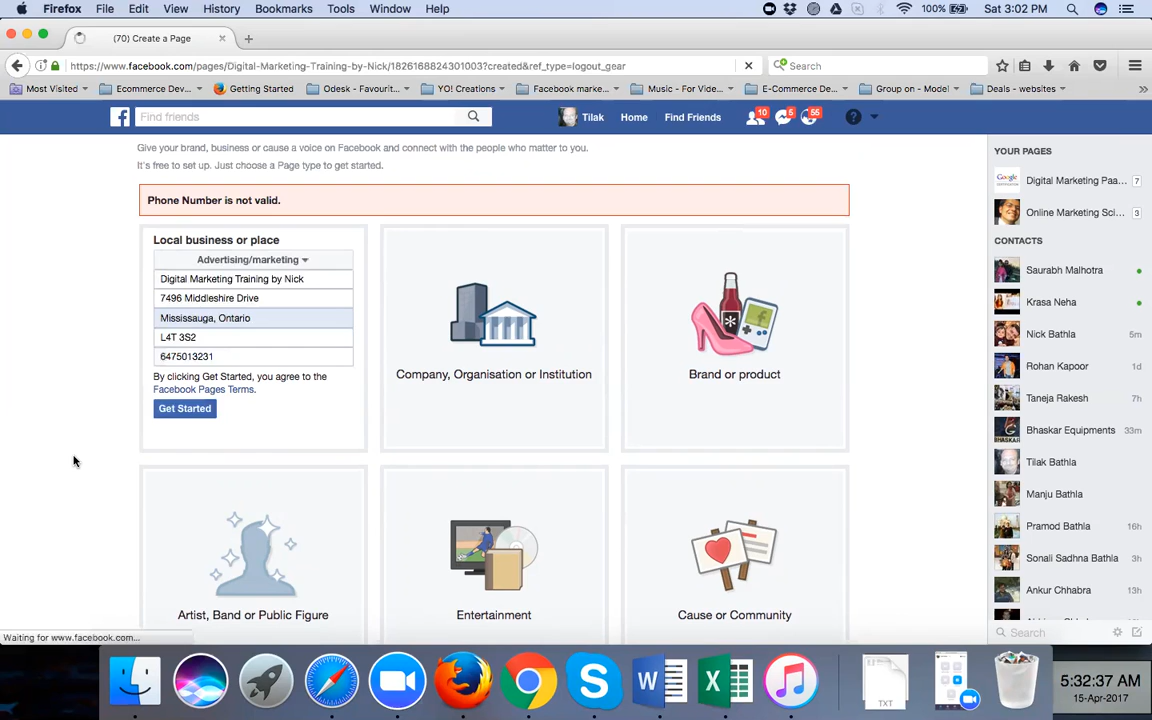 Firefox File Edit View History Bookmarks Tools Window Help 100% Sat 3:02 PM
(70) Create a Page
https://www.facebook.com/pages/Digital-Marketing-Training-by-Nick/1826168824301003?created&ref_type=logout_gear Search
Most Visited Ecommerce Dev... Getting Started Odesk - Favourit... YO! Creations Facebook marke... Music - For Vide... E-Commerce De... Group on - Model Deals - websites
Find friends Tilak Home Find Friends 10 5 55
Give your brand, business or cause a voice on Facebook and connect with the people who matter to you.
It's free to set up. Just choose a Page type to get started.
Phone Number is not valid.
Local business or place
Advertising/marketing
Digital Marketing Training by Nick
7496 Middleshire Drive
Mississauga, Ontario
L4T 3S2
6475013231
By clicking Get Started, you agree to the
Facebook Pages Terms.
Get Started
Company, Organisation or Institution
Brand or product
Artist, Band or Public Figure
Entertainment
Cause or Community
YOUR PAGES
Digital Marketing Paa... 7
Online Marketing Sci... 3
CONTACTS
Saurabh Malhotra
Krasa Neha
Nick Bathla 5m
Rohan Kapoor 1d
Taneja Rakesh 7h
Bhaskar Equipments 33m
Tilak Bathla
Manju Bathla
Pramod Bathla 16h
Sonali Sadhna Bathla 3h
Ankur Chhabra 13h
Search
Waiting for www.facebook.com...
TXT
5:32:37 AM
15-Apr-2017